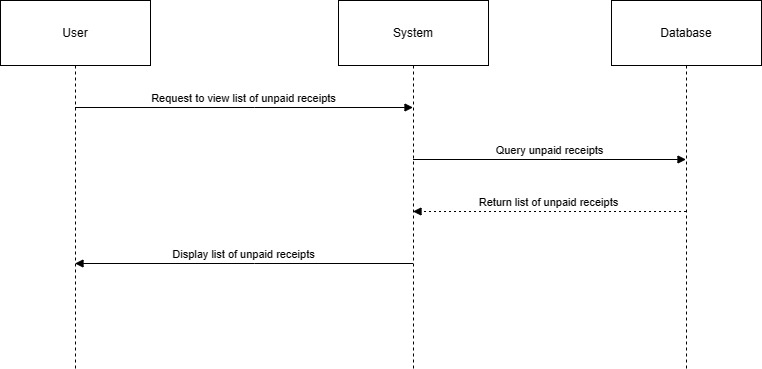 User
System
Database
Request to view list of unpaid receipts
Query unpaid receipts
Return list of unpaid receipts
Display list of unpaid receipts